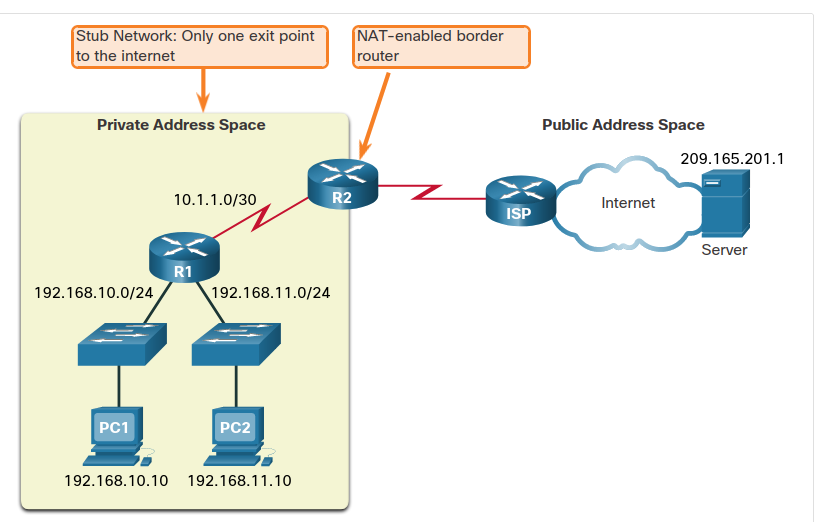 Stub Network: Only one exit point
to the internet
NAT-enabled border
router
Private Address Space
Public Address Space
209.165.201.1
10.1.1.0/30
R2
ISP
Internet
Server
R1
192.168.10.0/24
192.168.11.0/24
PC1
PC2
192.168.10.10
192.168.11.10